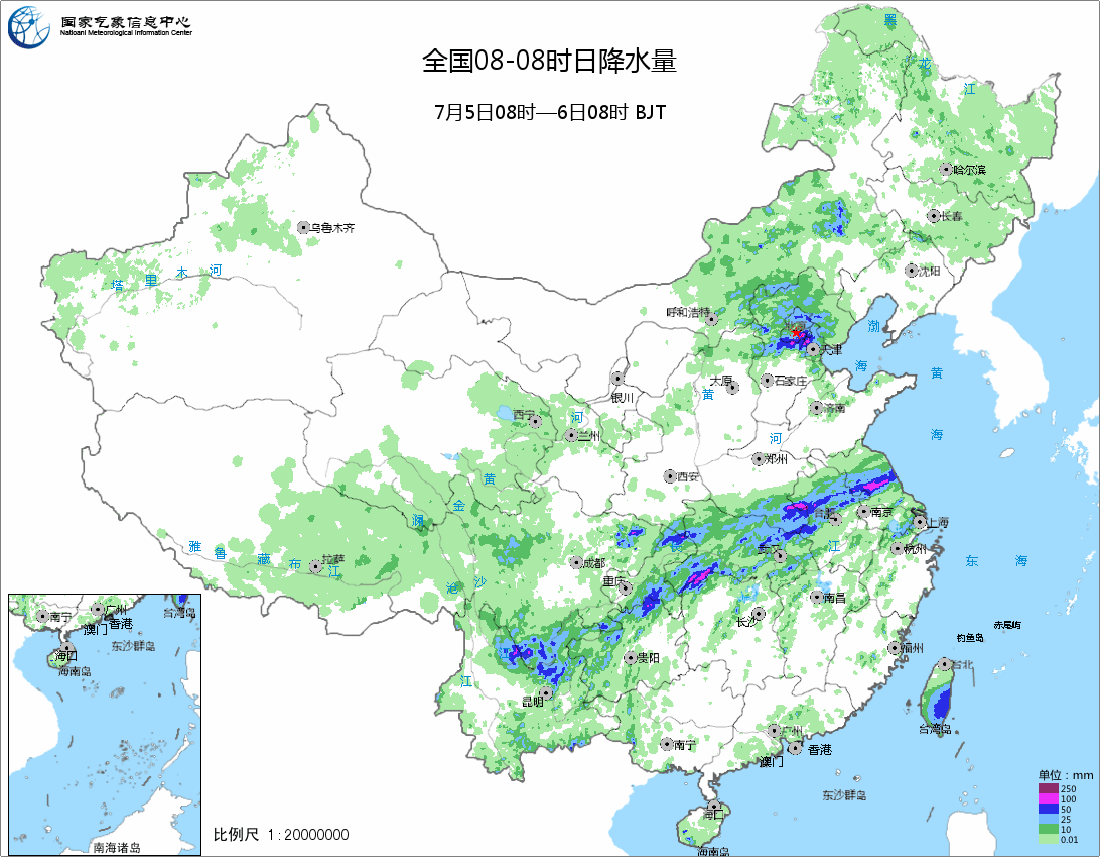 国家气象信息中心
Naitioanl Meteorological Information Center
全国08-08时日降水量
7月5日08时—6日08时 BJT
黑
龙
江
哈尔滨
长春
乌鲁木齐
塔 里 木 河
沈阳
呼和浩特
北京
天津
渤
海
黄
海
银川
太原
石家庄
黄
河
济南
西宁
兰州
河
郑州
西安
黄
金
澜
合肥
南京
上海
雅 鲁 藏 布 江
拉萨
成都
长
江
武汉
杭州
东 海
沧 沙
重庆
南昌
长沙
赤尾屿
钓鱼岛
福州
贵阳
台北
江
昆明
台湾岛
南宁
广州
香港
澳门
东沙群岛
海口
海南岛
南宁
广州
香港
澳门
台湾岛
东沙群岛
海口
海南岛
南海诸岛
比例尺 1:20000000
单位：mm
250
100
50
25
10
0.01